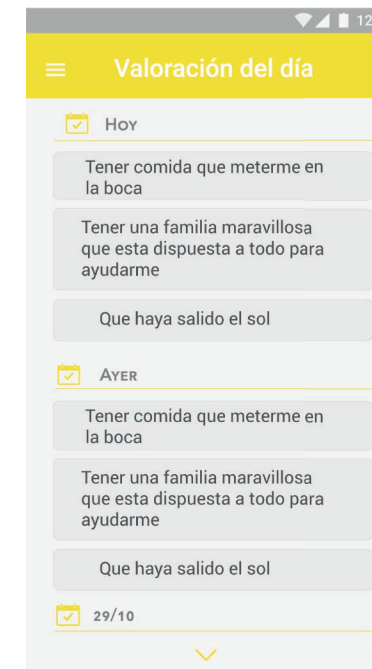 12
Valoración del día
Hoy
Tener comida que meterme en
la boca
Tener una familia maravillosa
que esta dispuesta a todo para
ayudarme
Que haya salido el sol
Ayer
Tener comida que meterme en
la boca
Tener una familia maravillosa
que esta dispuesta a todo para
ayudarme
Que haya salido el sol
29/10